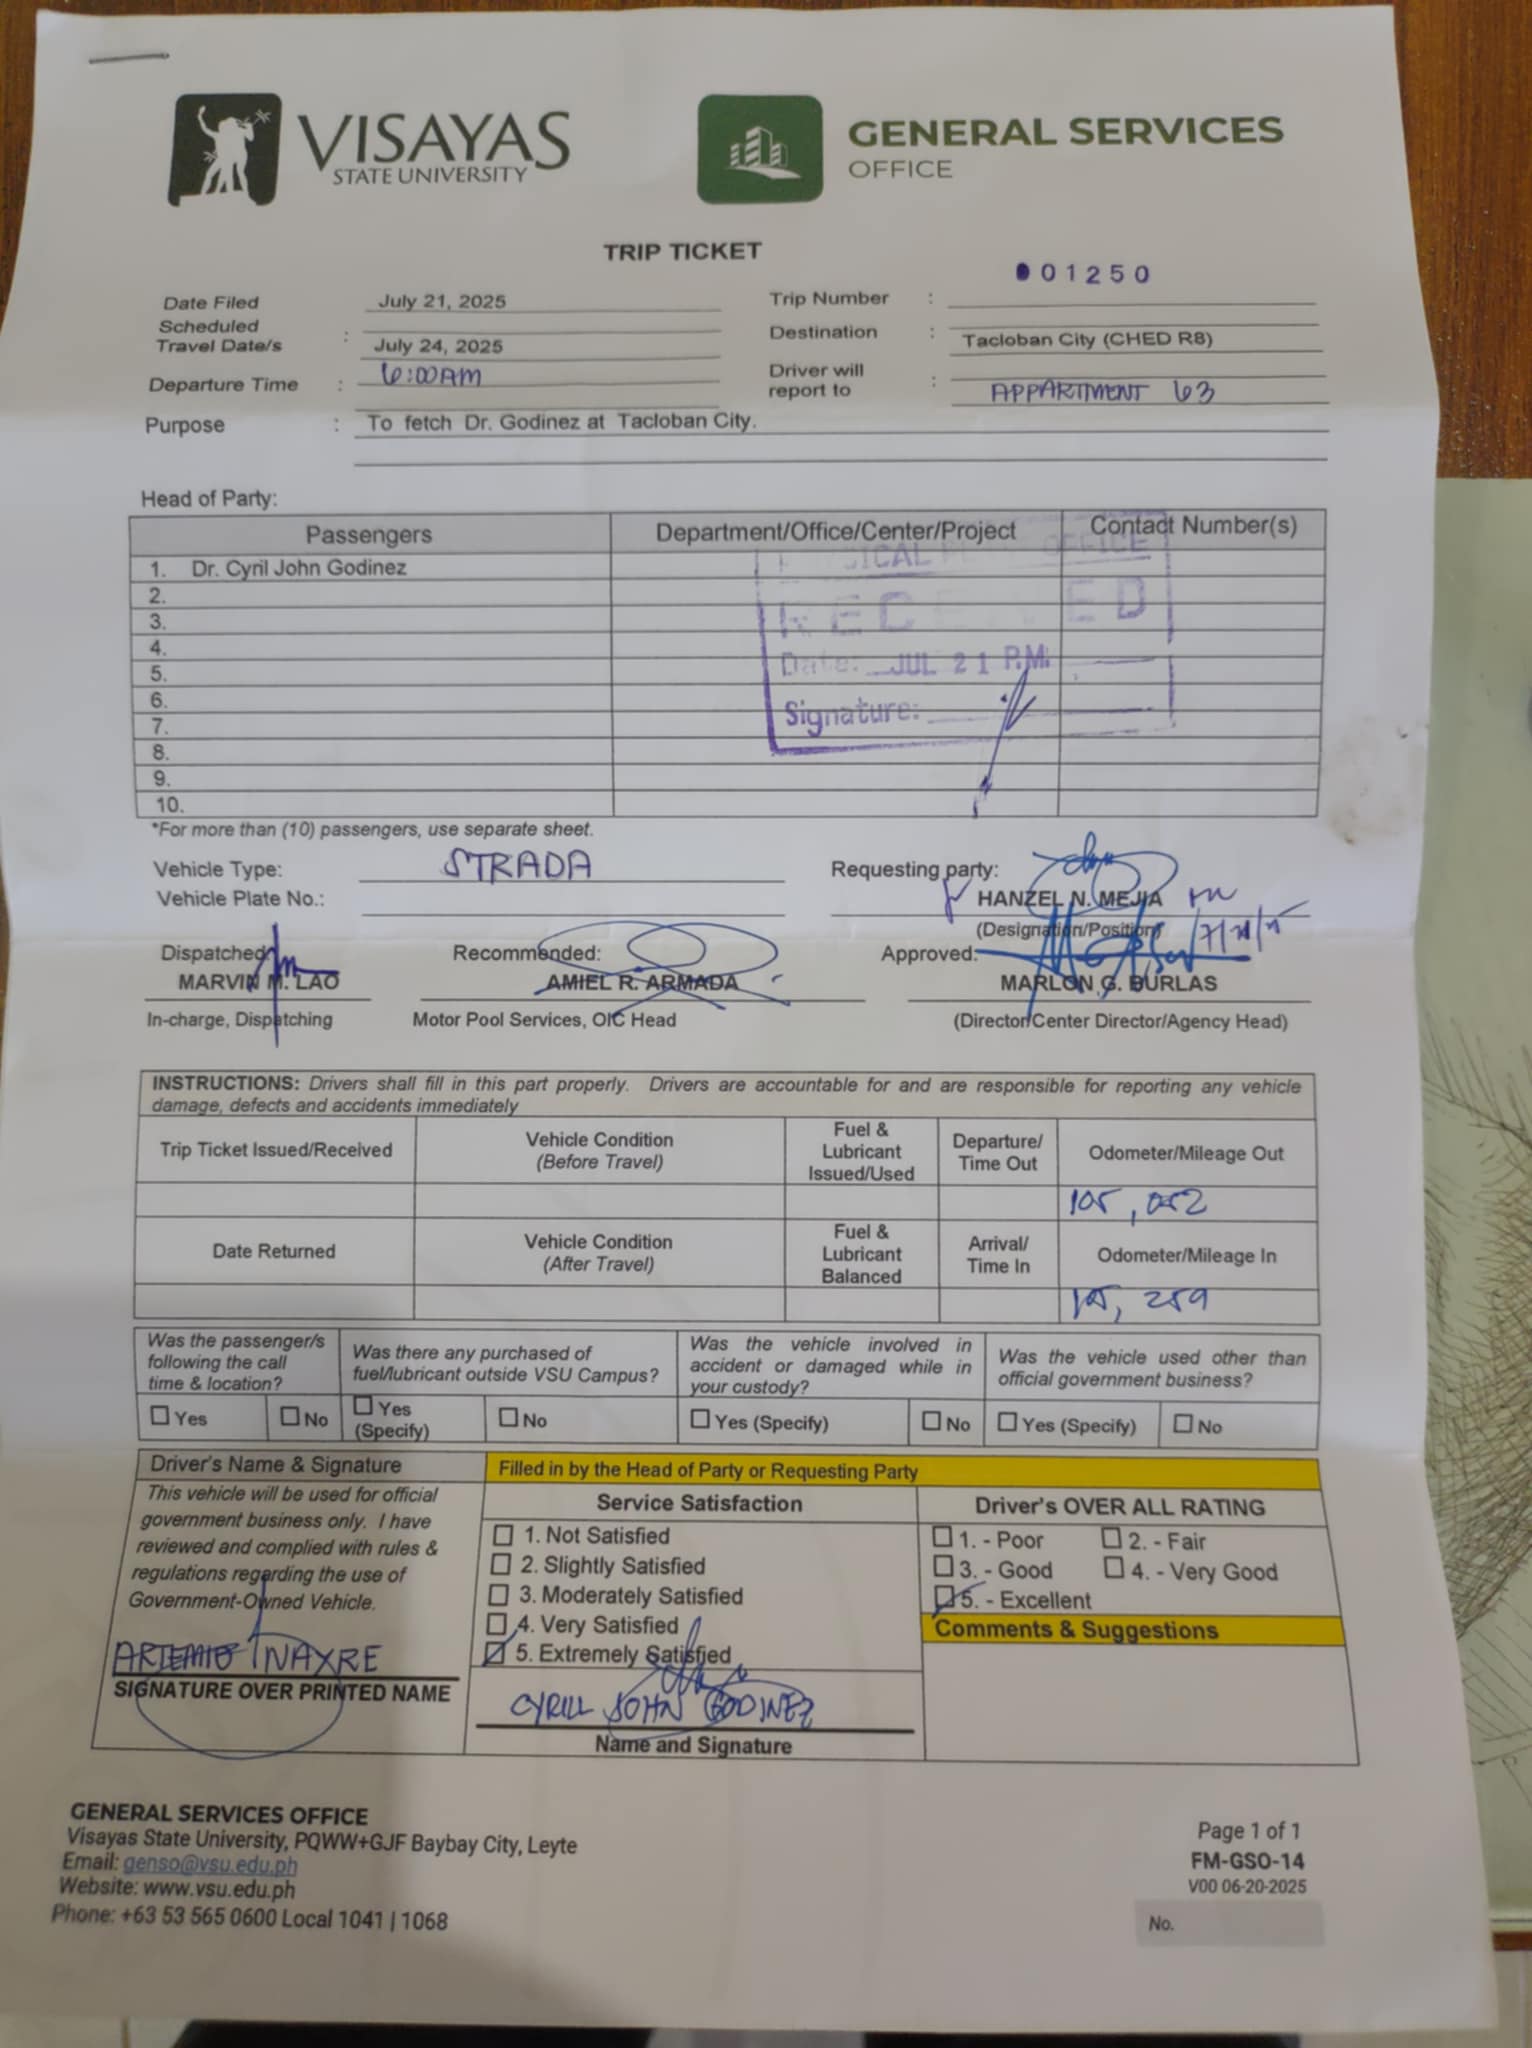 VISAYAS
STATE UNIVERSITY
GENERAL SERVICES
OFFICE
TRIP TICKET
01250
Date Filed July 21, 2025
Trip Number :
Scheduled
Travel Date/s : July 24, 2025
Destination : Tacloban City (CHED R8)
Departure Time : 6:00AM
Driver will
report to : APPARTMENT 63
Purpose : To fetch Dr. Godinez at Tacloban City.
Head of Party:
Passengers Department/Office/Center/Project Contact Number(s)
1. Dr. Cyril John Godinez
2.
3.
4.
5.
6.
7.
8.
9.
10.
OFFICE
RECEIVED
Date: JUL 21 P.M.
Signature:
*For more than (10) passengers, use separate sheet.
Vehicle Type: STRADA
Vehicle Plate No.:
Requesting party:
HANZEL N. MEJIA
(Designation/Position)
Dispatched:
MARVIN M. LAO
In-charge, Dispatching
Recommended:
AMIEL R. ARMADA
Motor Pool Services, OIC Head
Approved:
MARLON G. BURLAS
(Director/Center Director/Agency Head)
INSTRUCTIONS: Drivers shall fill in this part properly. Drivers are accountable for and are responsible for reporting any vehicle
damage, defects and accidents immediately
Trip Ticket Issued/Received
Vehicle Condition
(Before Travel)
Fuel &
Lubricant
Issued/Used
Departure/
Time Out
Odometer/Mileage Out
105,052
Date Returned
Vehicle Condition
(After Travel)
Fuel &
Lubricant
Balanced
Arrival/
Time In
Odometer/Mileage In
105, 259
Was the passenger/s
following the call
time & location?
Was there any purchased of
fuel/lubricant outside VSU Campus?
Was the vehicle involved in
accident or damaged while in
your custody?
Was the vehicle used other than
official government business?
Yes
No
Yes
(Specify)
No
Yes (Specify)
No
Yes (Specify)
No
Driver's Name & Signature
This vehicle will be used for official
government business only. I have
reviewed and complied with rules &
regulations regarding the use of
Government-Owned Vehicle.
ARTEMIO INAXRE
SIGNATURE OVER PRINTED NAME
Filled in by the Head of Party or Requesting Party
Service Satisfaction
1. Not Satisfied
2. Slightly Satisfied
3. Moderately Satisfied
4. Very Satisfied
5. Extremely Satisfied
CYRILL JOHN GODINEZ
Name and Signature
Driver's OVER ALL RATING
1. - Poor 2. - Fair
3. - Good 4. - Very Good
5. - Excellent
Comments & Suggestions
GENERAL SERVICES OFFICE
Visayas State University, PQWW+GJF Baybay City, Leyte
Email: genso@vsu.edu.ph
Website: www.vsu.edu.ph
Phone: +63 53 565 0600 Local 1041 | 1068
Page 1 of 1
FM-GSO-14
V00 06-20-2025
No.